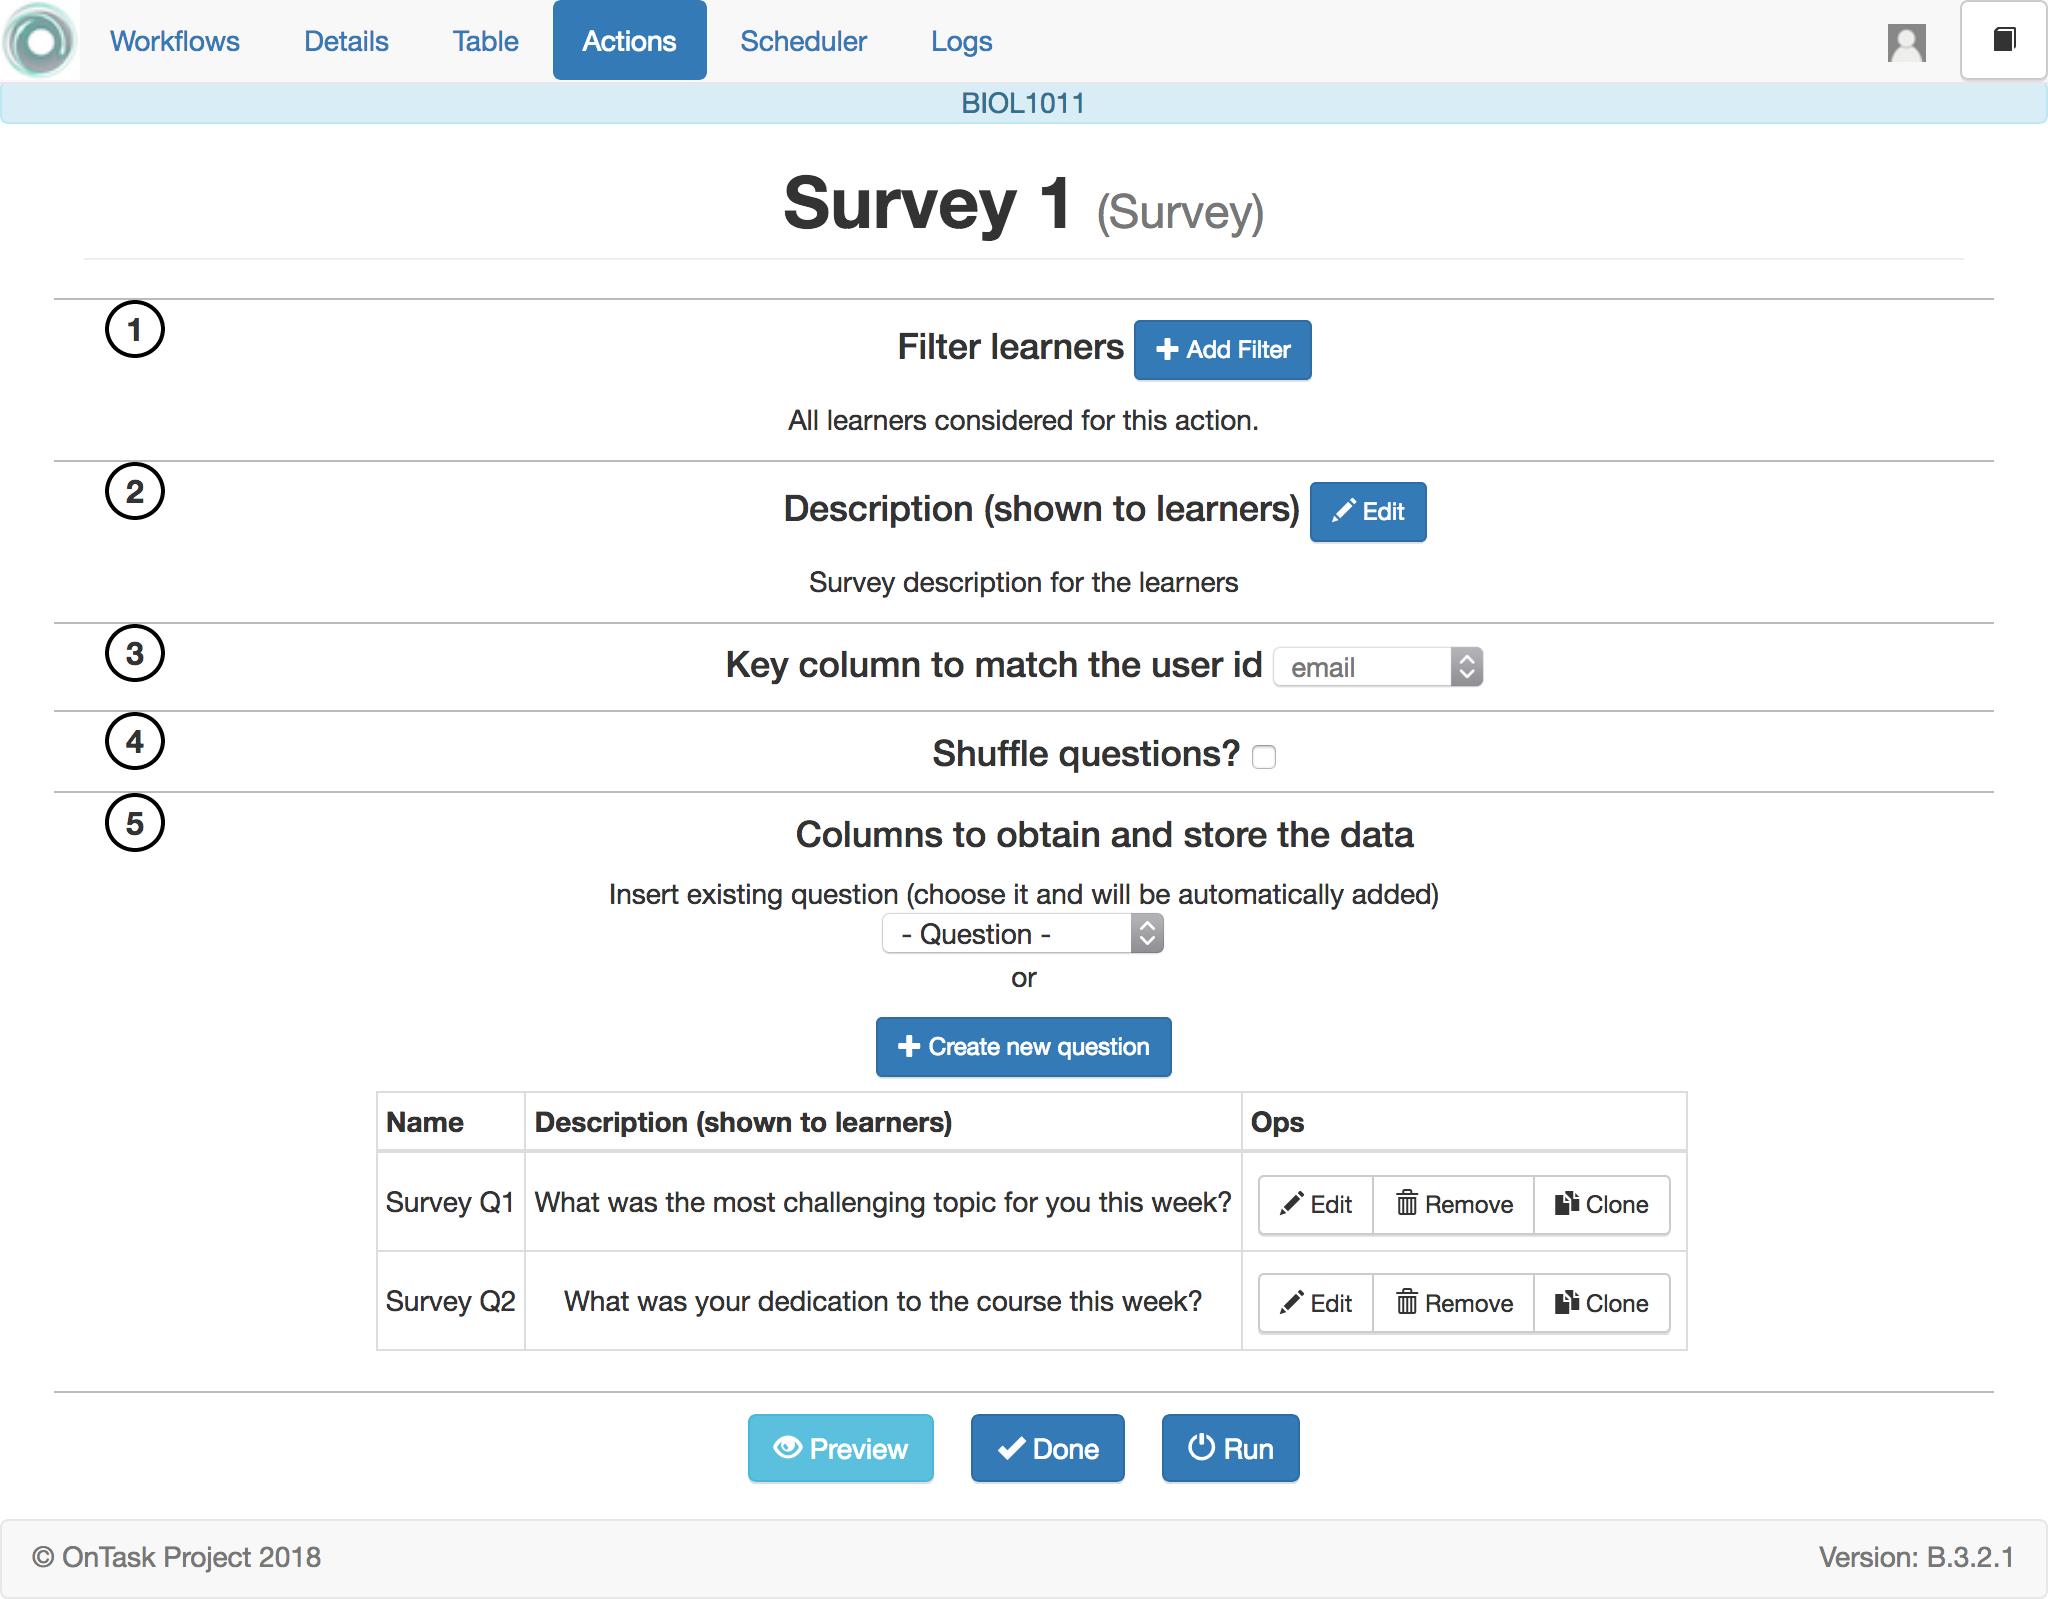 Workflows Details Table Actions Scheduler Logs
BIOL1011
Survey 1 (Survey)
1
Filter learners Add Filter
All learners considered for this action.
2
Description (shown to learners) Edit
Survey description for the learners
3
Key column to match the user id email
4
Shuffle questions?
5
Columns to obtain and store the data
Insert existing question (choose it and will be automatically added)
- Question -
or
Create new question
Name Description (shown to learners) Ops
Survey Q1 What was the most challenging topic for you this week? Edit Remove Clone
Survey Q2 What was your dedication to the course this week? Edit Remove Clone
Preview Done Run
© OnTask Project 2018 Version: B.3.2.1